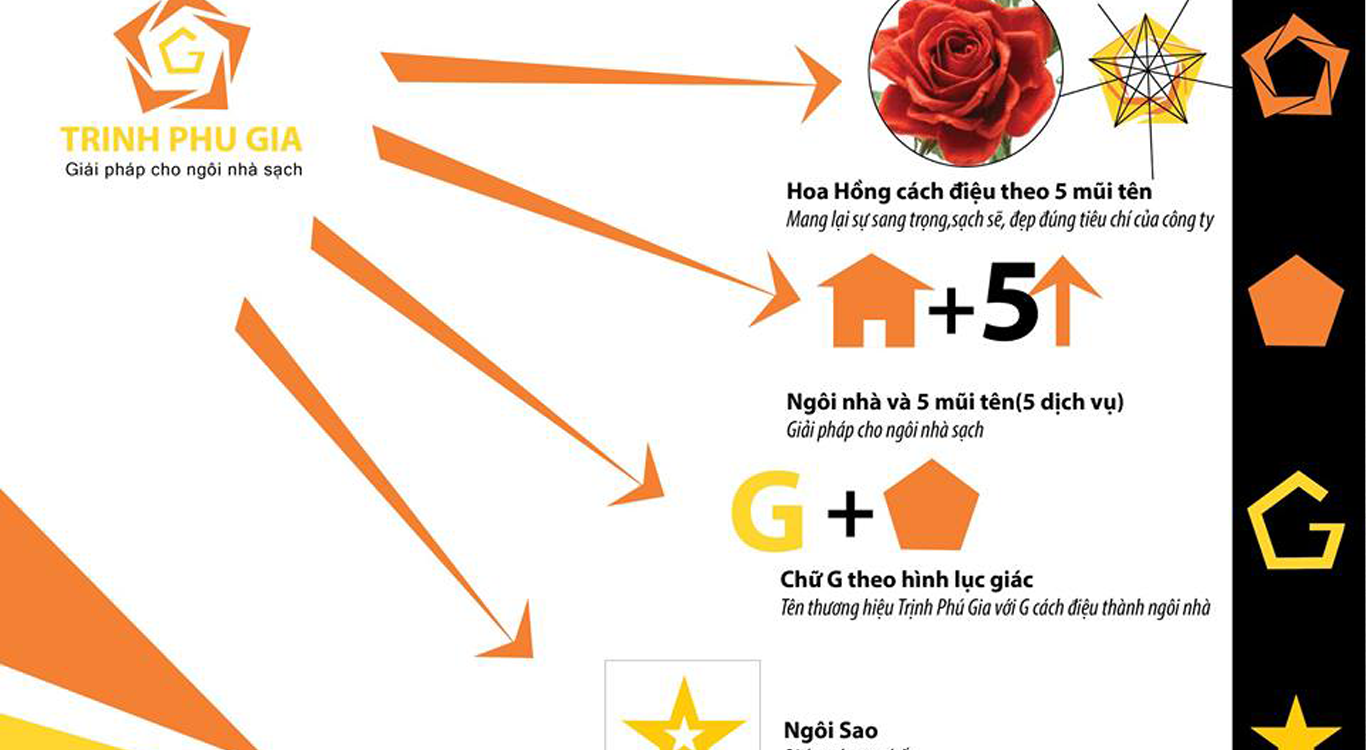 G
TRINH PHU GIA
Giải pháp cho ngôi nhà sạch
Hoa Hồng cách điệu theo 5 mũi tên
Mang lại sự sang trọng,sạch sẽ, đẹp đúng tiêu chí của công ty
+5
Ngôi nhà và 5 mũi tên(5 dịch vụ)
Giải pháp cho ngôi nhà sạch
G +
Chữ G theo hình lục giác
Tên thương hiệu Trịnh Phú Gia với G cách điệu thành ngôi nhà
G
Ngôi Sao